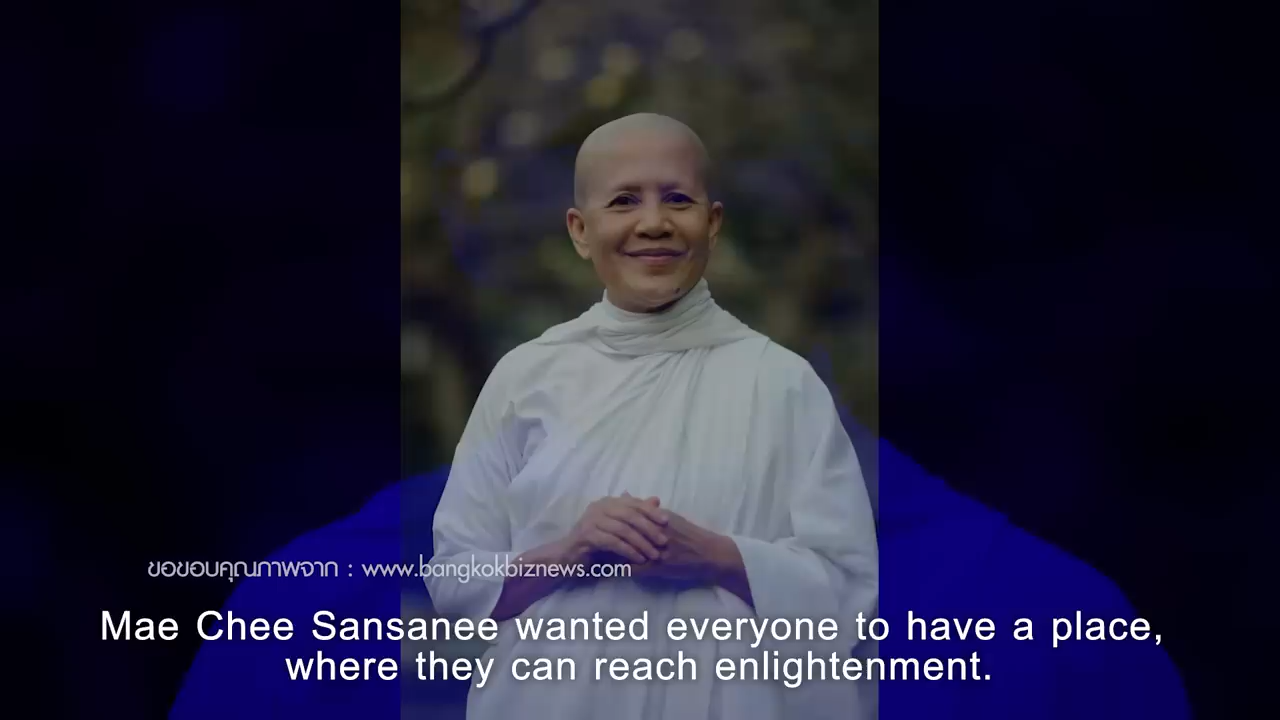 ขอขอบคุณภาพจาก : www.bangkokbiznews.com
Mae Chee Sansanee wanted everyone to have a place,
where they can reach enlightenment.